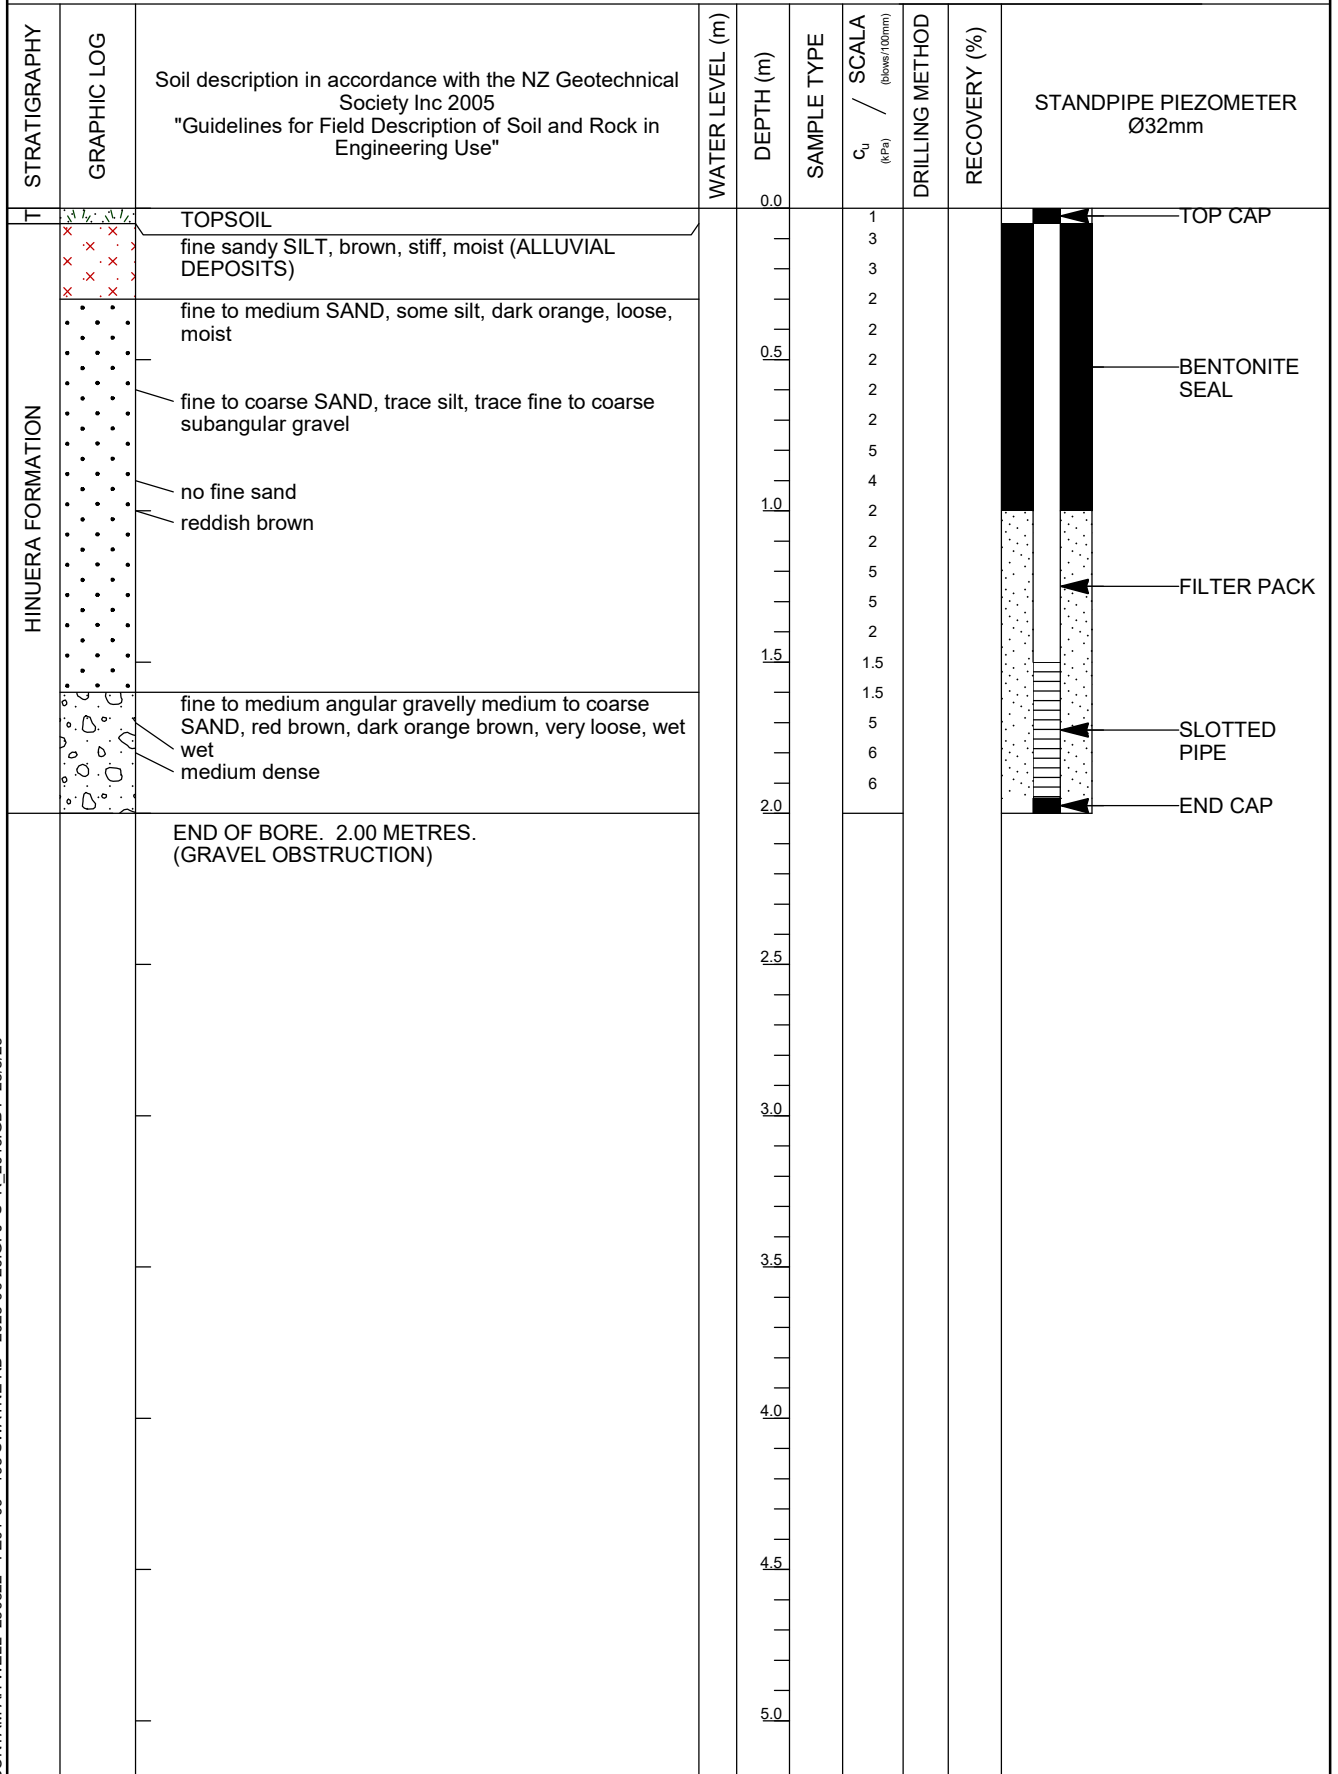 STRATIGRAPHY
GRAPHIC LOG
Soil description in accordance with the NZ Geotechnical
Society Inc 2005
"Guidelines for Field Description of Soil and Rock in
Engineering Use"
WATER LEVEL (m)
DEPTH (m)
SAMPLE TYPE
cu (kPa) / SCALA (blows/100mm)
DRILLING METHOD
RECOVERY (%)
STANDPIPE PIEZOMETER
Ø32mm
T
HINUERA FORMATION
TOPSOIL
fine sandy SILT, brown, stiff, moist (ALLUVIAL
DEPOSITS)
fine to medium SAND, some silt, dark orange, loose,
moist
fine to coarse SAND, trace silt, trace fine to coarse
subangular gravel
no fine sand
reddish brown
fine to medium angular gravelly medium to coarse
SAND, red brown, dark orange brown, very loose, wet
wet
medium dense
END OF BORE. 2.00 METRES.
(GRAVEL OBSTRUCTION)
0.0
0.5
1.0
1.5
2.0
2.5
3.0
3.5
4.0
4.5
5.0
1
3
3
2
2
2
2
2
5
4
2
2
5
5
2
1.5
1.5
5
6
6
TOP CAP
BENTONITE
SEAL
FILTER PACK
SLOTTED
PIPE
END CAP